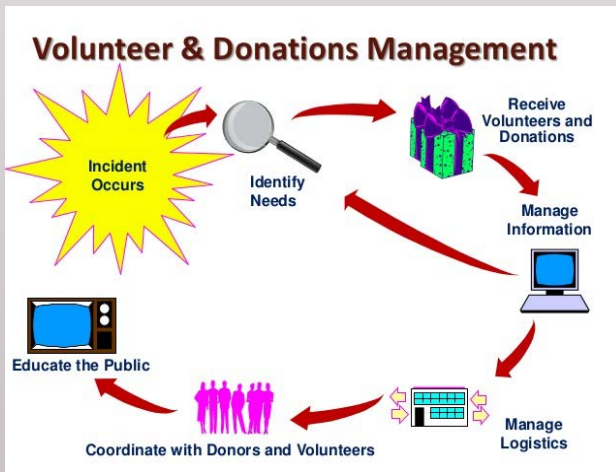 Volunteer & Donations Management
Incident
Occurs
Identify
Needs
Receive
Volunteers and
Donations
Manage
Information
Manage
Logistics
Coordinate with Donors and Volunteers
Educate the Public